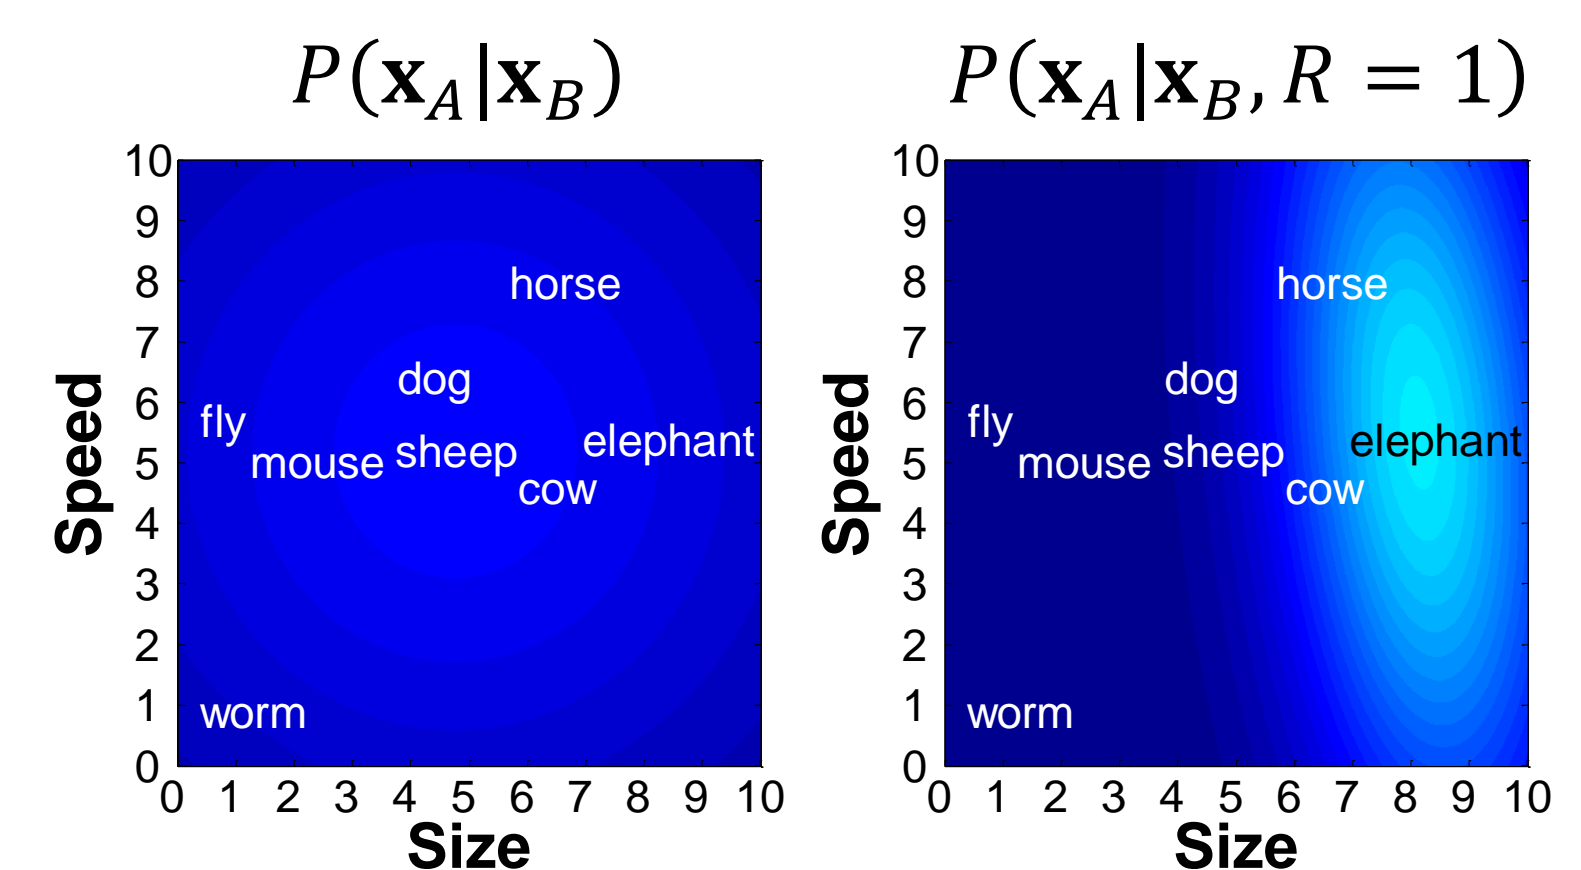 P(x_A|x_B)
10
9
8
7
6
5
4
3
2
1
0
Speed
horse
dog
fly
sheep
elephant
mouse
cow
worm
0 1 2 3 4 5 6 7 8 9 10
Size
P(x_A|x_B, R = 1)
10
9
8
7
6
5
4
3
2
1
0
Speed
horse
dog
fly
sheep
elephant
mouse
cow
worm
0 1 2 3 4 5 6 7 8 9 10
Size